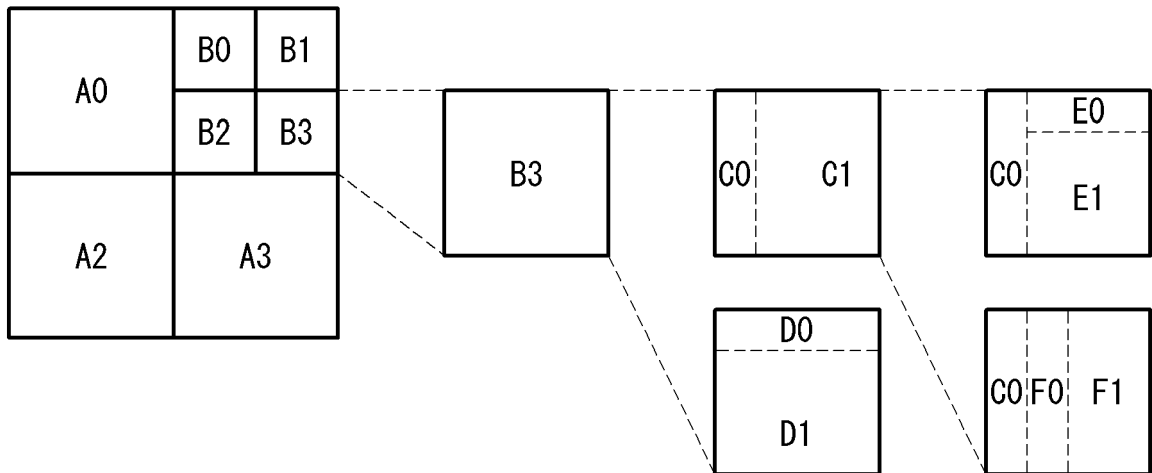 A0 B0 B1
B2 B3
A2 A3
B3
C0 C1
D0
D1
C0 E0
E1
C0 F0 F1